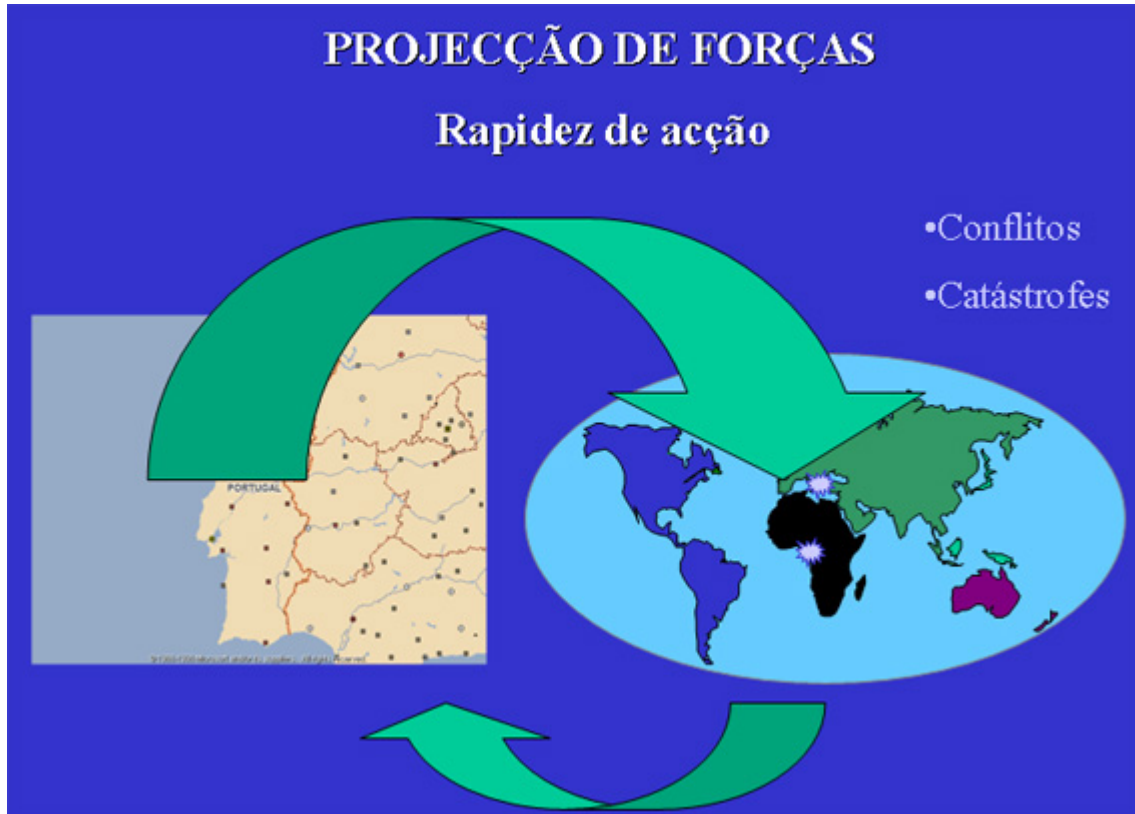 PROJECÇÃO DE FORÇAS
Rapidez de acção
•Conflitos
•Catástrofes
PORTUGAL